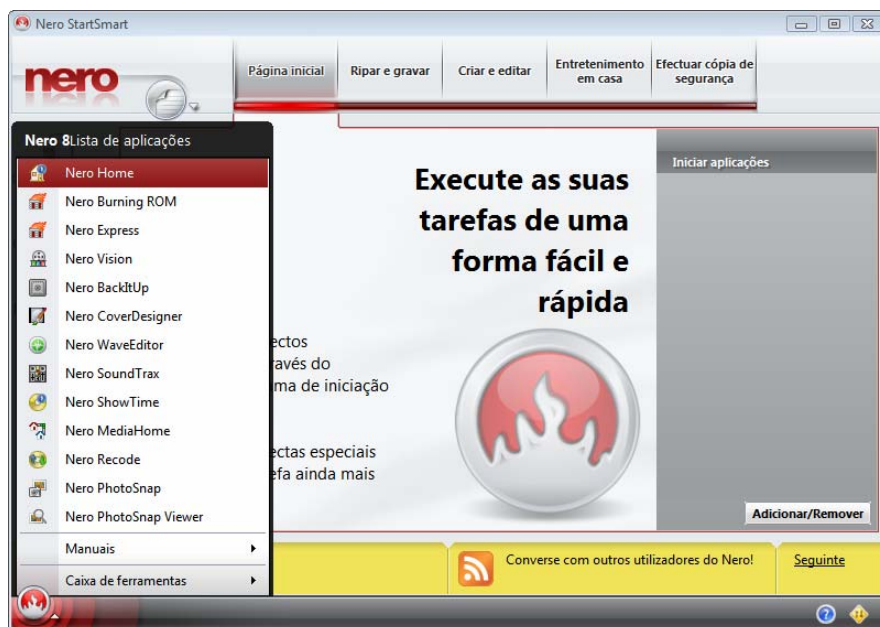 Nero StartSmart
nero
Página inicial
Ripar e gravar
Criar e editar
Entretenimento
em casa
Efectuar cópia de
segurança
Nero 8Lista de aplicações
Nero Home
Nero Burning ROM
Nero Express
Nero Vision
Nero BackItUp
Nero CoverDesigner
Nero WaveEditor
Nero SoundTrax
Nero ShowTime
Nero MediaHome
Nero Recode
Nero PhotoSnap
Nero PhotoSnap Viewer
Manuais
Caixa de ferramentas
Execute as suas
tarefas de uma
forma fácil e
rápida
ectos
ravés do
ma de iniciação
ectas especiais
efa ainda mais
Iniciar aplicações
Adicionar/Remover
Converse com outros utilizadores do Nero!
Seguinte